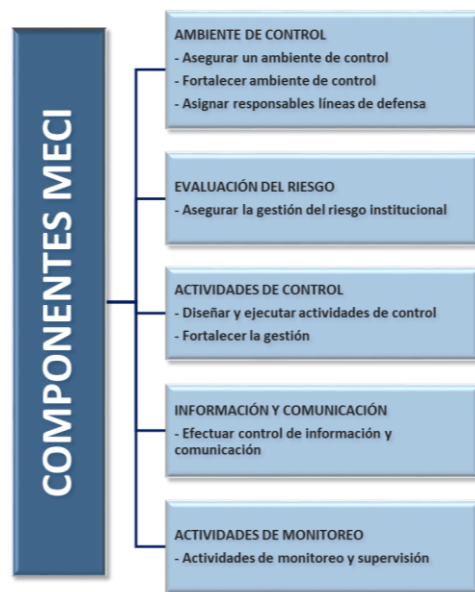 COMPONENTES MECI
AMBIENTE DE CONTROL
- Asegurar un ambiente de control
- Fortalecer ambiente de control
- Asignar responsables líneas de defensa
EVALUACIÓN DEL RIESGO
- Asegurar la gestión del riesgo institucional
ACTIVIDADES DE CONTROL
- Diseñar y ejecutar actividades de control
- Fortalecer la gestión
INFORMACIÓN Y COMUNICACIÓN
- Efectuar control de información y
comunicación
ACTIVIDADES DE MONITOREO
- Actividades de monitoreo y supervisión